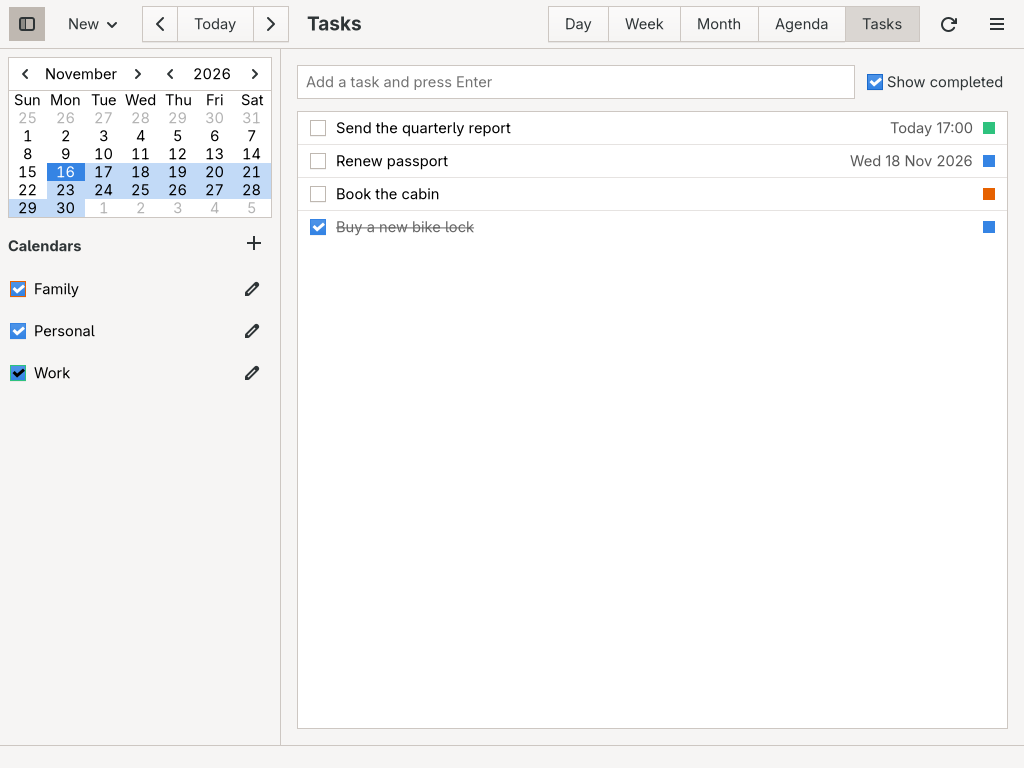 New
Today
Tasks
Day
Week
Month
Agenda
Tasks
November
2026
Sun Mon Tue Wed Thu Fri Sat
25 26 27 28 29 30 31
1 2 3 4 5 6 7
8 9 10 11 12 13 14
15 16 17 18 19 20 21
22 23 24 25 26 27 28
29 30 1 2 3 4 5
Calendars
Family
Personal
Work
Add a task and press Enter
Show completed
Send the quarterly report Today 17:00
Renew passport Wed 18 Nov 2026
Book the cabin
Buy a new bike lock